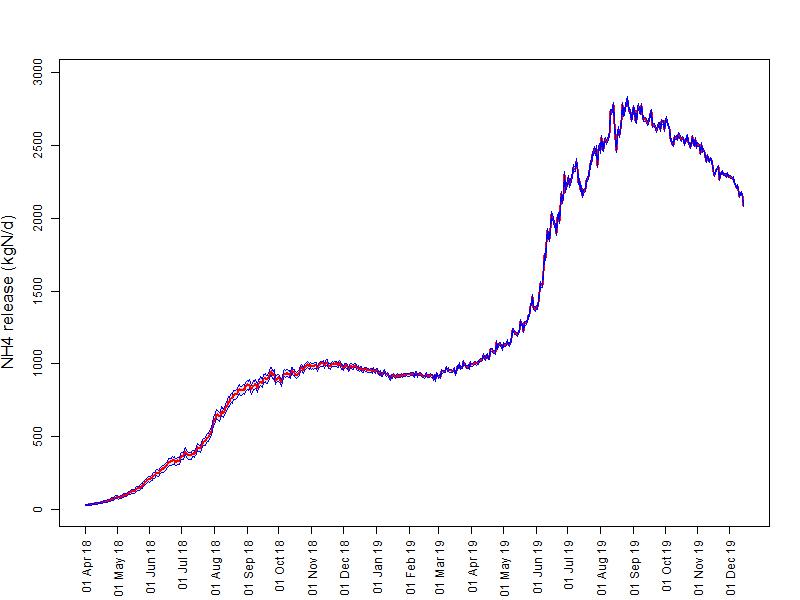 NH4 release (kgN/d)
3000
2500
2000
1500
1000
500
0
01 Apr 18
01 May 18
01 Jun 18
01 Jul 18
01 Aug 18
01 Sep 18
01 Oct 18
01 Nov 18
01 Dec 18
01 Jan 19
01 Feb 19
01 Mar 19
01 Apr 19
01 May 19
01 Jun 19
01 Jul 19
01 Aug 19
01 Sep 19
01 Oct 19
01 Nov 19
01 Dec 19